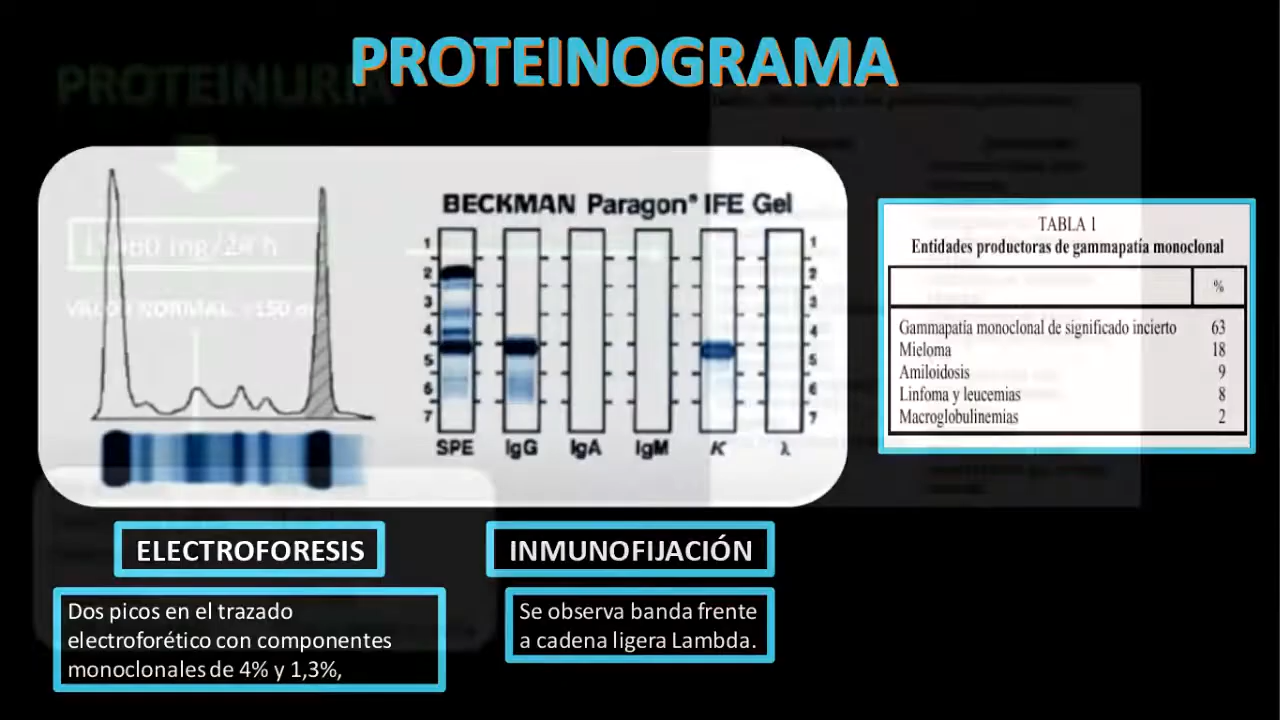 PROTEINOGRAMA
PROTEINURIA
BECKMAN Paragon® IFE Gel
1 1
2 2
3 3
4 4
5 5
6 6
7 7
SPE IgG IgA IgM K λ
TABLA 1
Entidades productoras de gammapatía monoclonal
%
Gammapatía monoclonal de significado incierto 63
Mieloma 18
Amiloidosis 9
Linfoma y leucemias 8
Macroglobulinemias 2
ELECTROFORESIS
Dos picos en el trazado
electroforético con componentes
monoclonales de 4% y 1,3%,
INMUNOFIJACIÓN
Se observa banda frente
a cadena ligera Lambda.